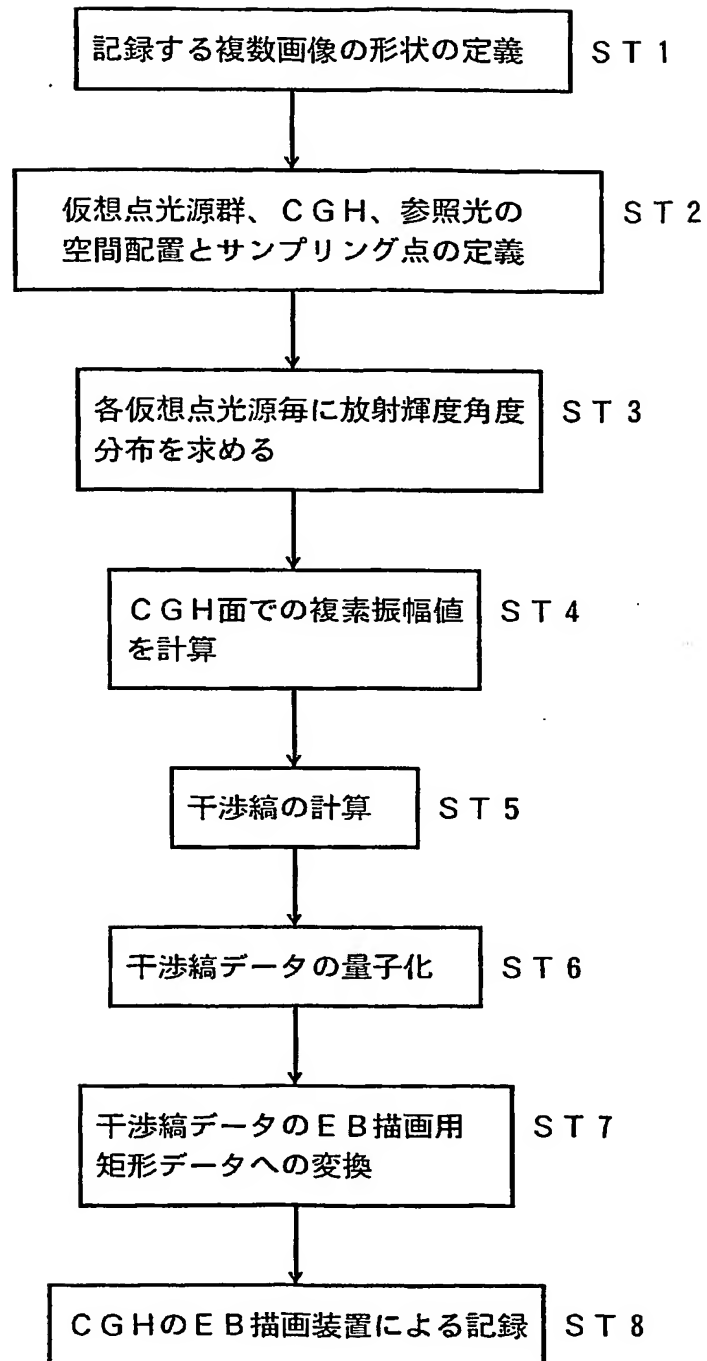 記録する複数画像の形状の定義 ST1
仮想点光源群、CGH、参照光の ST2
空間配置とサンプリング点の定義
各仮想点光源毎に放射輝度角度 ST3
分布を求める
CGH面での複素振幅値 ST4
を計算
干渉縞の計算 ST5
干渉縞データの量子化 ST6
干渉縞データのEB描画用 ST7
矩形データへの変換
CGHのEB描画装置による記録 ST8